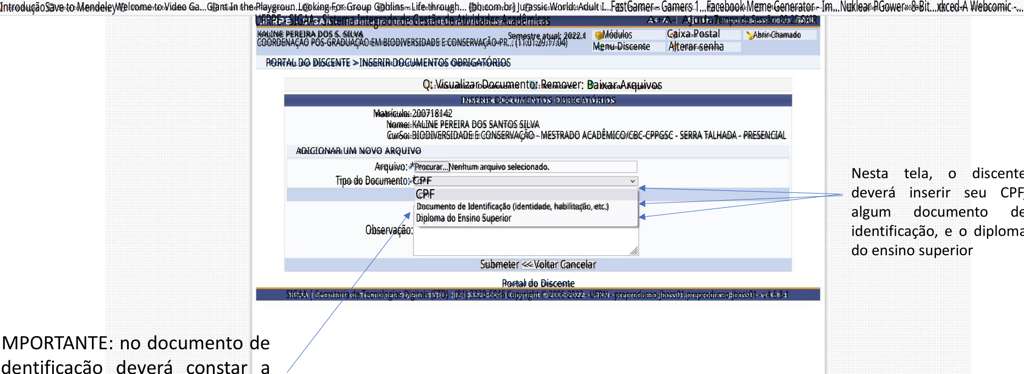 Introdução Save to Mendeley Welcome to Video Ga... Giant In the Playgroun... Looking For Group Goblins – Life through... (bb.com.br) Jurassic World: Adult L... FastGamer – Gamers 1... Facebook Meme Generator - Im... Nuklear Power
xkcd - A Webcomic -...
Ajuda
KALINE PEREIRA DOS S. SILVA
Semestre atual: 2022.1
Módulos
Caixa Postal
Abrir Chamado
COORDENAÇÃO PÓS-GRADUAÇÃO EM BIODIVERSIDADE E CONSERVAÇÃO-PR... (11.01.29.17.04)
Menu Discente
Alterar senha
PORTAL DO DISCENTE > INSERIR DOCUMENTOS OBRIGATÓRIOS
Q: Visualizar Documento: Remover: Baixar Arquivos
INSERIR DOCUMENTOS OBRIGATÓRIOS
Matrícula: 200718142
Nome: KALINE PEREIRA DOS SANTOS SILVA
Curso: BIODIVERSIDADE E CONSERVAÇÃO - MESTRADO ACADÊMICO/CBC-CPPGSC - SERRA TALHADA - PRESENCIAL
ADICIONAR UM NOVO ARQUIVO
Arquivo:* Procurar... Nenhum arquivo selecionado.
Tipo do Documento:* CPF
CPF
Documento de Identificação (identidade, habilitação, etc.)
Diploma do Ensino Superior
Observação:
Submeter << Voltar Cancelar
Portal do Discente
Nesta tela, o discente
deverá inserir seu CPF,
algum documento de
identificação, e o diploma
do ensino superior
MPORTANTE: no documento de
dentificação deverá constar a